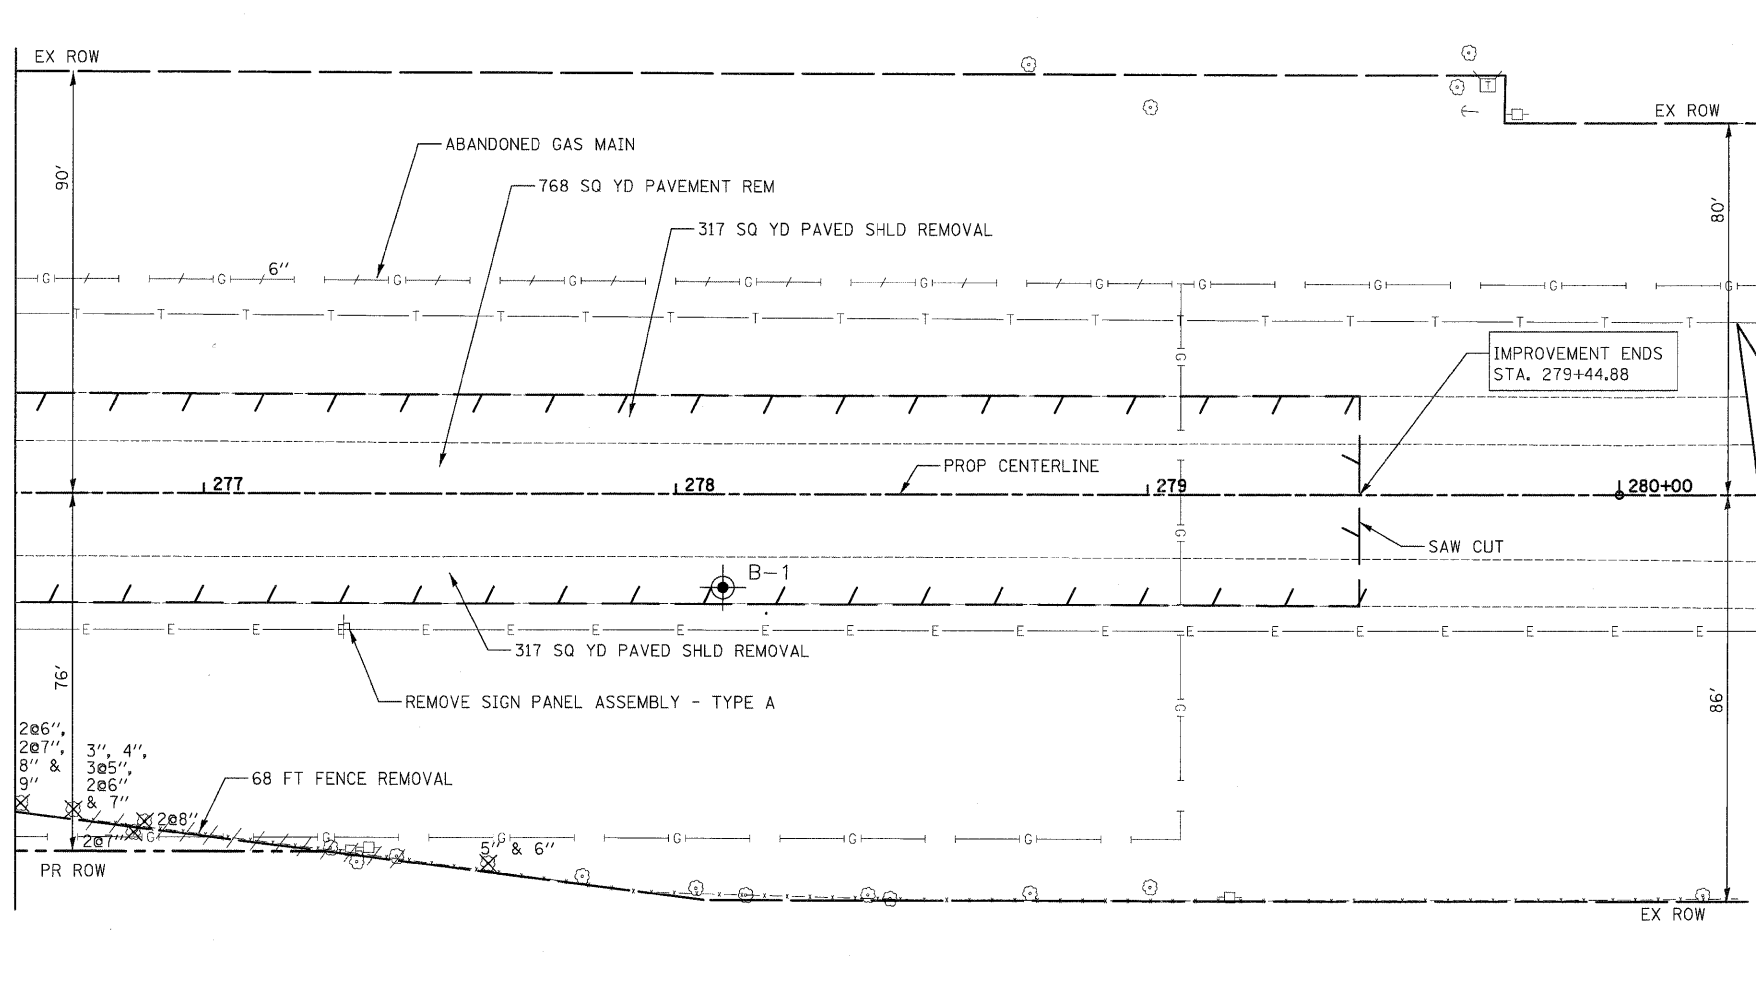 EX ROW
EX ROW
90'
80'
ABANDONED GAS MAIN
768 SQ YD PAVEMENT REM
317 SQ YD PAVED SHLD REMOVAL
6"
G G G G G G G G G G G
T T T T T T T T T T T T T T T T T T T T
T
G
IMPROVEMENT ENDS
STA. 279+44.88
PROP CENTERLINE
277
278
279
280+00
G
SAW CUT
B-1
E E E E E E E E E E E E E E E E E E E E
317 SQ YD PAVED SHLD REMOVAL
REMOVE SIGN PANEL ASSEMBLY - TYPE A
76'
86'
G
2@6",
2@7",
8" &
9"
3", 4",
3@5",
2@6"
& 7"
68 FT FENCE REMOVAL
2@8"
2@7"
G G G G G G
5" & 6"
PR ROW
EX ROW